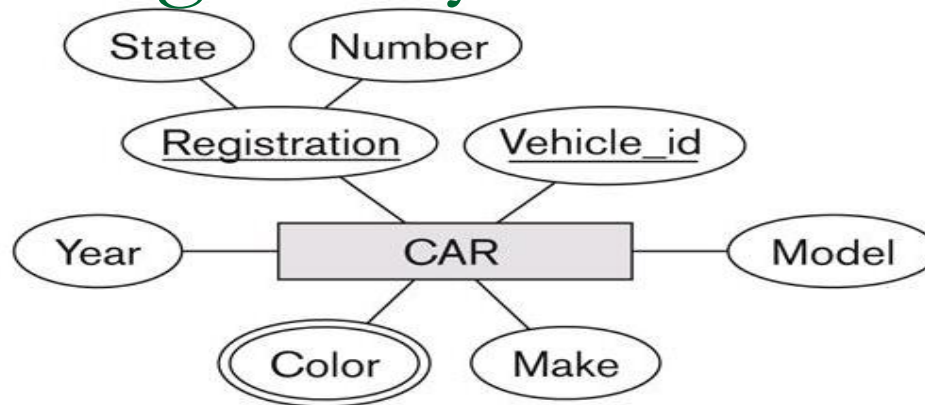 State
Number
Registration
Vehicle_id
Year
CAR
Model
Color
Make